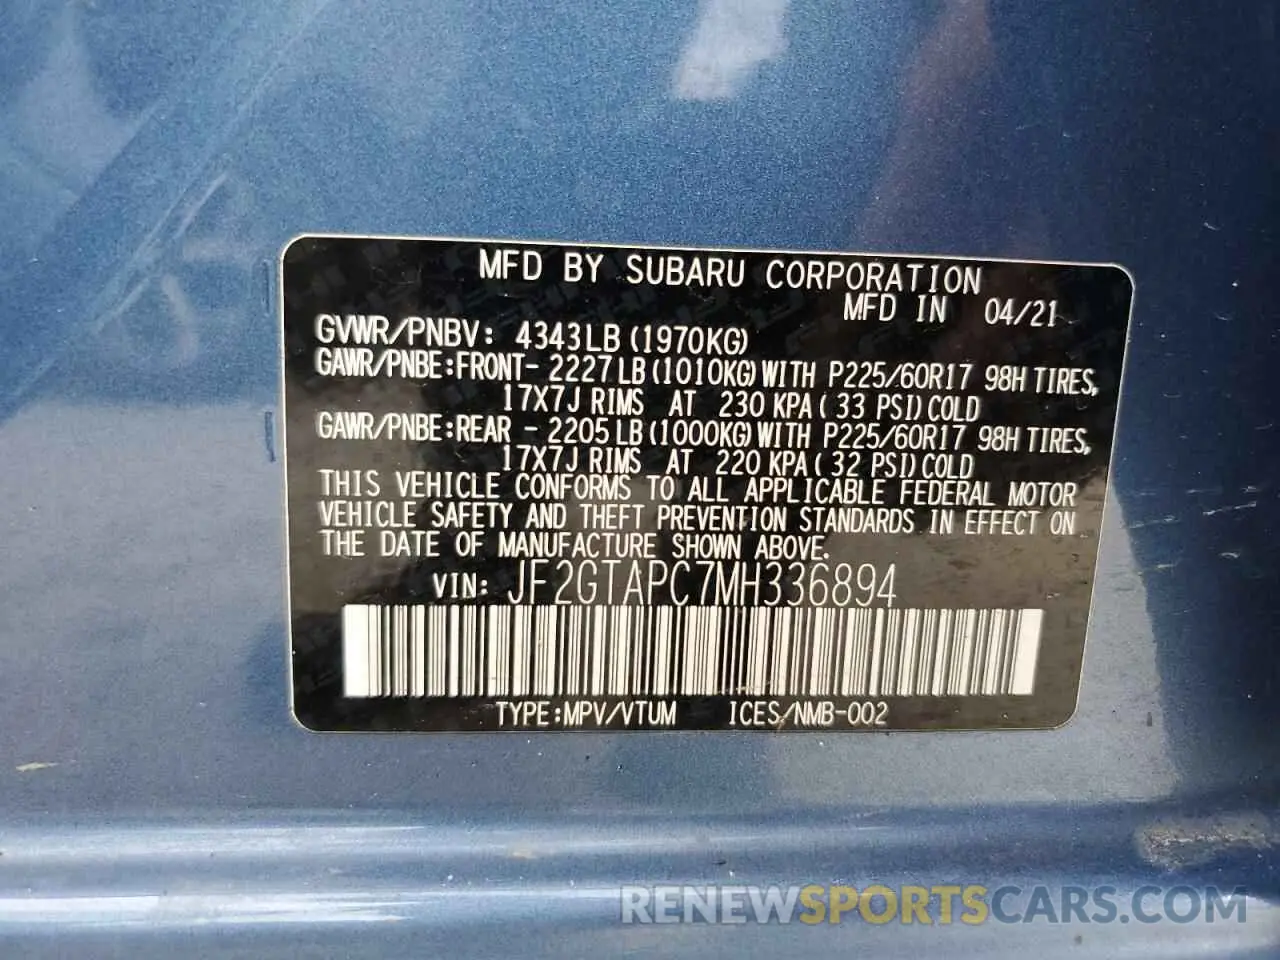 MFD BY SUBARU CORPORATION
MFD IN 04/21
GVWR/PNBV: 4343LB (1970KG)
GAWR/PNBE:FRONT- 2227LB (1010KG) WITH P225/60R17 98H TIRES,
17X7J RIMS AT 230 KPA ( 33 PSI) COLD
GAWR/PNBE:REAR - 2205LB (1000KG) WITH P225/60R17 98H TIRES,
17X7J RIMS AT 220 KPA ( 32 PSI) COLD
THIS VEHICLE CONFORMS TO ALL APPLICABLE FEDERAL MOTOR
VEHICLE SAFETY AND THEFT PREVENTION STANDARDS IN EFFECT ON
THE DATE OF MANUFACTURE SHOWN ABOVE.
VIN: JF2GTAPC7MH336894
TYPE:MPV/VTUM ICES/NMB-002
RENEWSPORTSCARS.COM